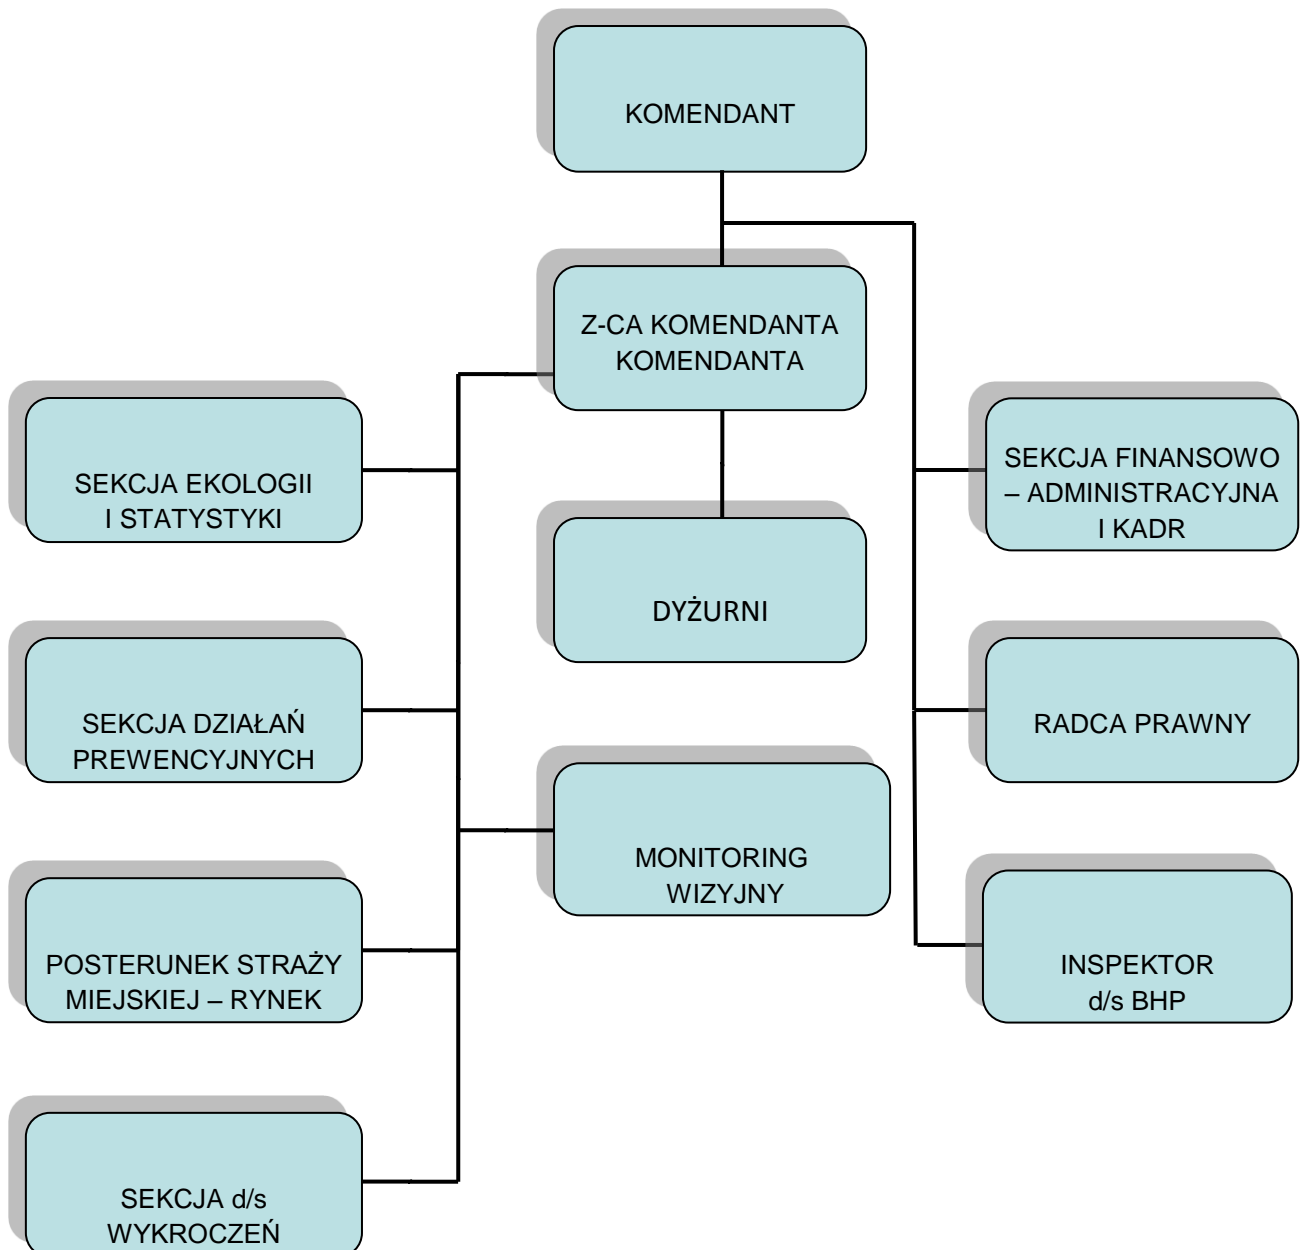 KOMENDANT
Z-CA KOMENDANTA
KOMENDANTA
SEKCJA EKOLOGII
I STATYSTYKI
SEKCJA FINANSOWO
– ADMINISTRACYJNA
I KADR
DYŻURNI
SEKCJA DZIAŁAŃ
PREWENCYJNYCH
RADCA PRAWNY
MONITORING
WIZYJNY
POSTERUNEK STRAŻY
MIEJSKIEJ – RYNEK
INSPEKTOR
d/s BHP
SEKCJA d/s
WYKROCZEŃ